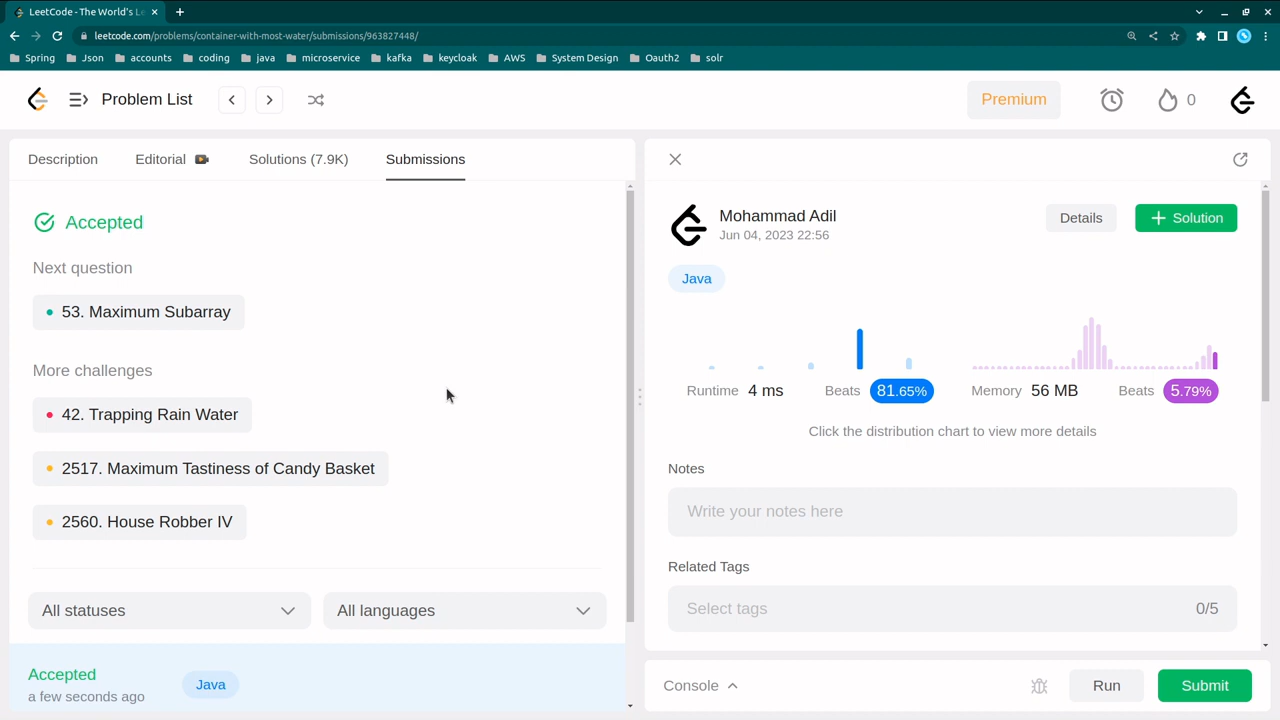 LeetCode - The World's Le
leetcode.com/problems/container-with-most-water/submissions/963827448/
Spring Json accounts coding java microservice kafka keycloak AWS System Design Oauth2 solr
Problem List
Premium
0
Description Editorial Solutions (7.9K) Submissions
Accepted
Next question
53. Maximum Subarray
More challenges
42. Trapping Rain Water
2517. Maximum Tastiness of Candy Basket
2560. House Robber IV
All statuses All languages
Accepted
a few seconds ago
Java
Mohammad Adil
Jun 04, 2023 22:56
Details
Solution
Java
Runtime 4 ms Beats 81.65% Memory 56 MB Beats 5.79%
Click the distribution chart to view more details
Notes
Write your notes here
Related Tags
Select tags 0/5
Console Run Submit